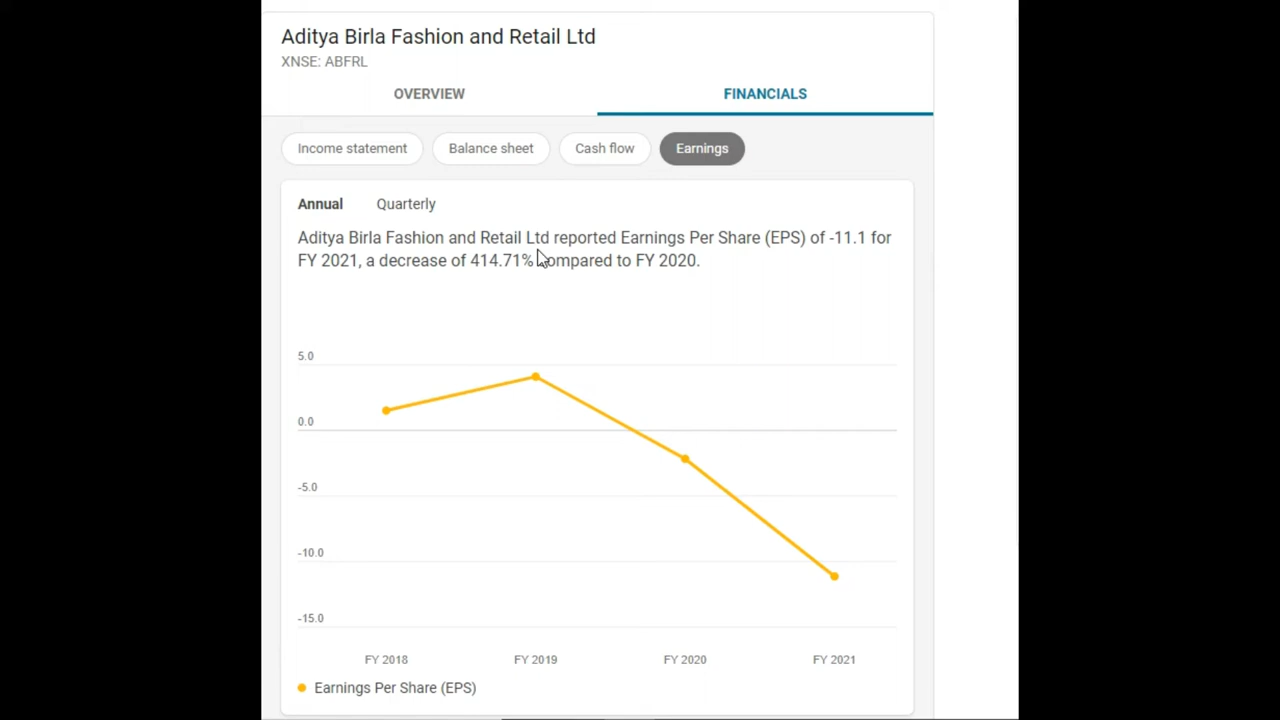 Aditya Birla Fashion and Retail Ltd
XNSE: ABFRL
OVERVIEW FINANCIALS
Income statement Balance sheet Cash flow Earnings
Annual Quarterly
Aditya Birla Fashion and Retail Ltd reported Earnings Per Share (EPS) of -11.1 for
FY 2021, a decrease of 414.71% compared to FY 2020.
5.0
0.0
-5.0
-10.0
-15.0
FY 2018 FY 2019 FY 2020 FY 2021
Earnings Per Share (EPS)